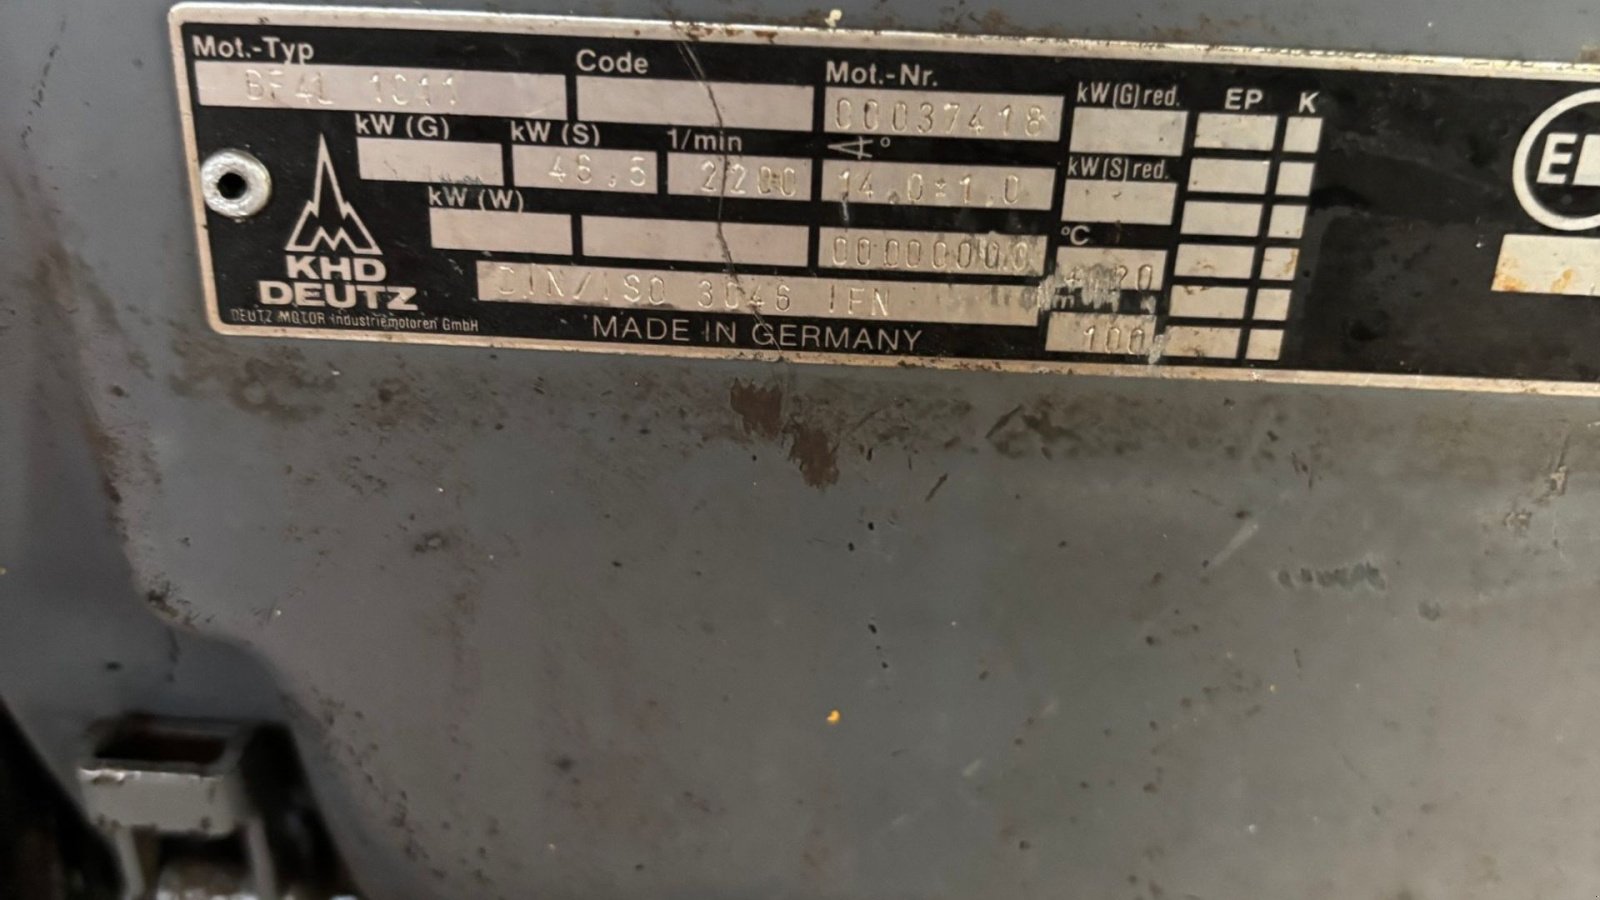 Mot.-Typ Code Mot.-Nr. kW(G)red. EP K
BF4L 1011 00037418
kW (G) kW (S) 1/min ∢° kW(S)red.
2200 14.0±1.0
kW (W) °C
00000000 20
KHD
DEUTZ
DIN/ISO 3046 IFN
100
DEUTZ MOTOR Industriemotoren GmbH
MADE IN GERMANY